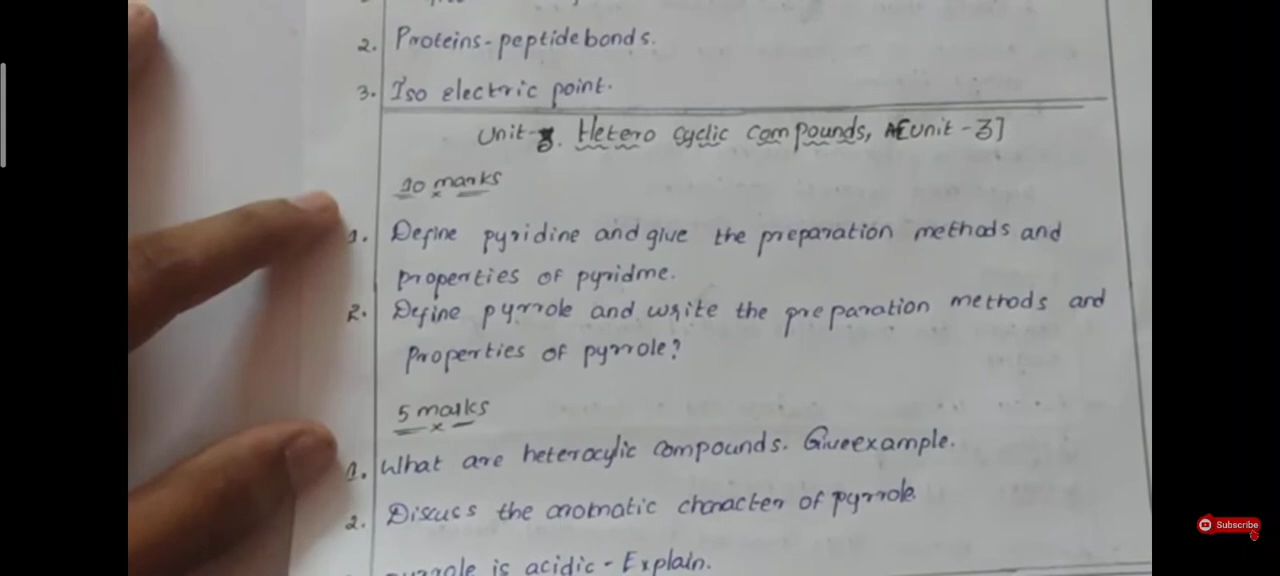 2. Proteins-peptide bonds.
3. Iso electric point.
Unit-3. Hetero cyclic compounds, [unit-3]
10 marks
1. Define pyridine and give the preparation methods and
properties of pyridine.
2. Define pyrrole and write the preparation methods and
properties of pyrrole?
5 marks
1. What are heterocylic compounds. Give example.
2. Discuss the aromatic character of pyrrole
pyrrole is acidic - Explain.
Subscribe